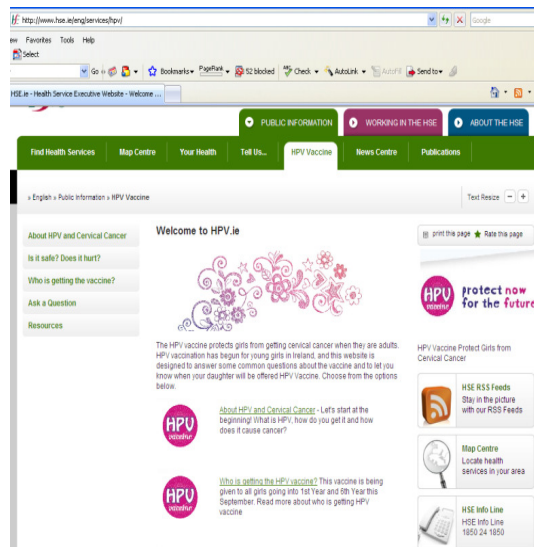 http://www.hse.ie/eng/services/hpv/
Google
ew Favorites Tools Help
Select
Go Bookmarks PageRank 52 blocked Check AutoLink AutoFill Send to
HSE.ie - Health Service Executive Website - Welcome ...
PUBLIC INFORMATION WORKING IN THE HSE ABOUT THE HSE
Find Health Services Map Centre Your Health Tell Us... HPV Vaccine News Centre Publications
» English » Public Information » HPV Vaccine
Text Resize - +
About HPV and Cervical Cancer
Is it safe? Does it hurt?
Who is getting the vaccine?
Ask a Question
Resources
Welcome to HPV.ie
The HPV vaccine protects girls from getting cervical cancer when they are adults.
HPV vaccination has begun for young girls in Ireland, and this website is
designed to answer some common questions about the vaccine and to let you
know when your daughter will be offered HPV Vaccine. Choose from the options
below.
HPV
vaccine
About HPV and Cervical Cancer - Let's start at the
beginning! What is HPV, how do you get it and how
does it cause cancer?
HPV
vaccine
Who is getting the HPV vaccine? This vaccine is being
given to all girls going into 1st Year and 6th Year this
September. Read more about who is getting HPV
vaccine
print this page Rate this page
HPV
vaccine
protect now
for the future
HPV Vaccine Protect Girls from
Cervical Cancer
HSE RSS Feeds
Stay in the picture
with our RSS Feeds
Map Centre
Locate health
services in your area
HSE Info Line
HSE Info Line
1850 24 1850